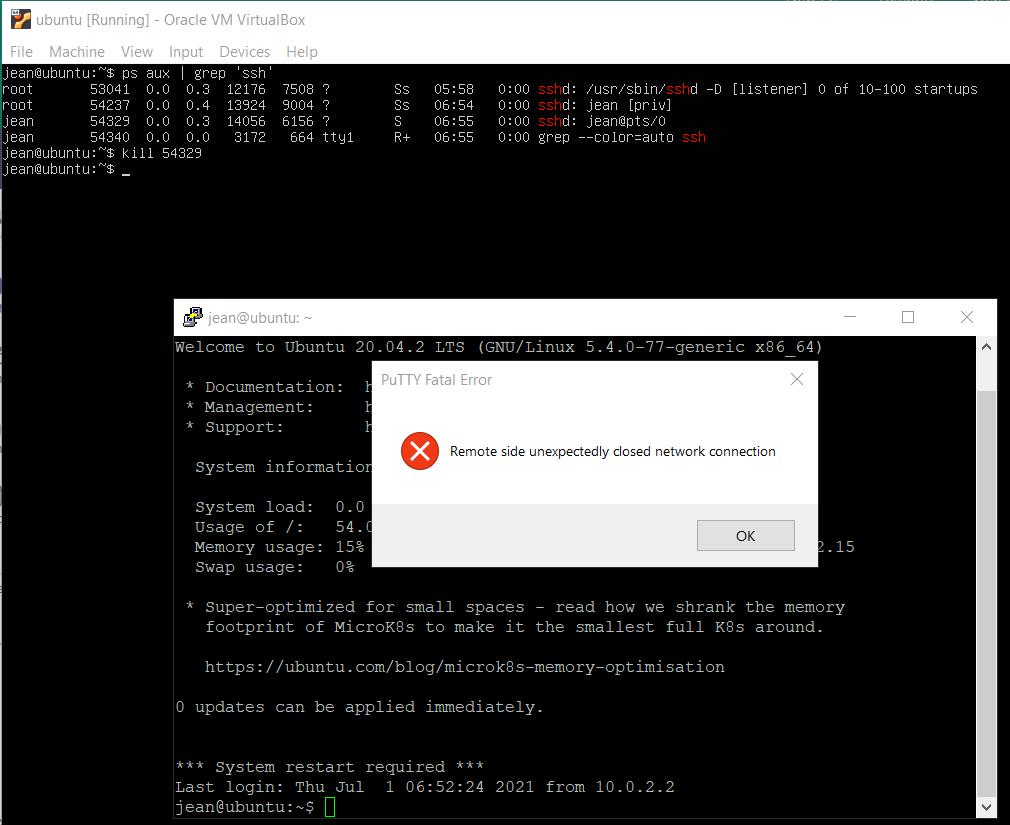 ubuntu [Running] - Oracle VM VirtualBox
File Machine View Input Devices Help
jean@ubuntu:~$ ps aux | grep 'ssh'
root 53041 0.0 0.3 12176 7508 ? Ss 05:58 0:00 sshd: /usr/sbin/sshd -D [listener] 0 of 10-100 startups
root 54237 0.0 0.4 13924 9004 ? Ss 06:54 0:00 sshd: jean [priv]
jean 54329 0.0 0.3 14056 6156 ? S 06:55 0:00 sshd: jean@pts/0
jean 54340 0.0 0.0 3172 664 tty1 R+ 06:55 0:00 grep --color=auto ssh
jean@ubuntu:~$ kill 54329
jean@ubuntu:~$ _
jean@ubuntu: ~
Welcome to Ubuntu 20.04.2 LTS (GNU/Linux 5.4.0-77-generic x86_64)
* Documentation: h
* Management: h
* Support: h
System information
System load: 0.0
Usage of /: 54.0
Memory usage: 15% 2.15
Swap usage: 0%
PuTTY Fatal Error
Remote side unexpectedly closed network connection
OK
* Super-optimized for small spaces - read how we shrank the memory
footprint of MicroK8s to make it the smallest full K8s around.
https://ubuntu.com/blog/microk8s-memory-optimisation
0 updates can be applied immediately.
*** System restart required ***
Last login: Thu Jul 1 06:52:24 2021 from 10.0.2.2
jean@ubuntu:~$